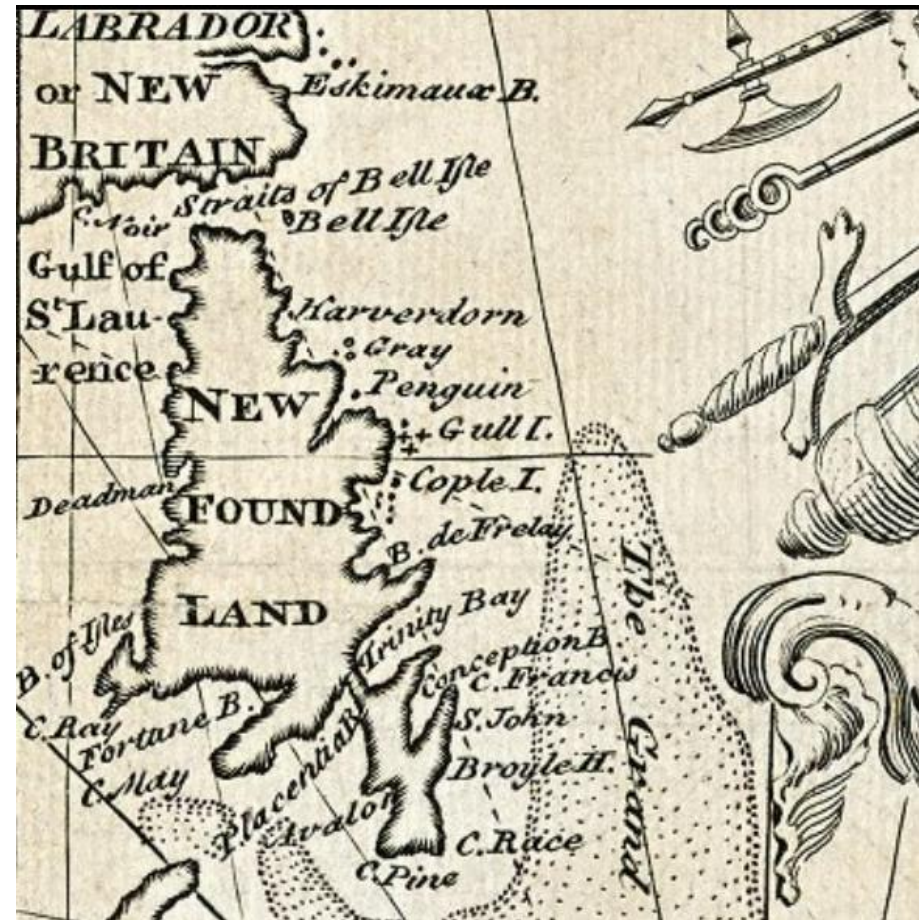 LABRADOR
or NEW
BRITAIN
Eskimaux B.
Straits of Bell Iſle
C. Noir
Bell Iſle
Gulf of
St Lau-
rence
Harverdorn
Gray
Penguin
Gull I.
NEW
Cople I.
Deadman
FOUND
B. de Frelay
LAND
Trinity Bay
The Grand
B. of Iſles
Conception B
C. Francis
C. Ray
Fortune B.
S. John
C. May
Placentia B
Broyle H.
Avalon
C. Race
C. Pine